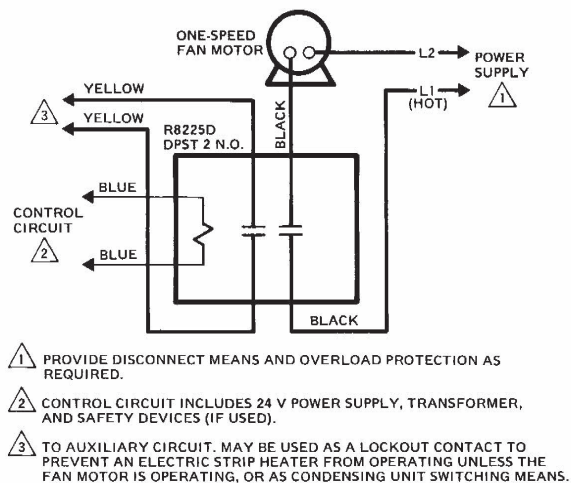 ONE-SPEED
FAN MOTOR
L2
POWER
SUPPLY
1
L1
(HOT)
YELLOW
3
YELLOW
BLACK
R8225D
DPST 2 N.O.
BLUE
CONTROL
CIRCUIT
2
BLUE
BLACK
1 PROVIDE DISCONNECT MEANS AND OVERLOAD PROTECTION AS
REQUIRED.
2 CONTROL CIRCUIT INCLUDES 24 V POWER SUPPLY, TRANSFORMER,
AND SAFETY DEVICES (IF USED).
3 TO AUXILIARY CIRCUIT. MAY BE USED AS A LOCKOUT CONTACT TO
PREVENT AN ELECTRIC STRIP HEATER FROM OPERATING UNLESS THE
FAN MOTOR IS OPERATING, OR AS CONDENSING UNIT SWITCHING MEANS.